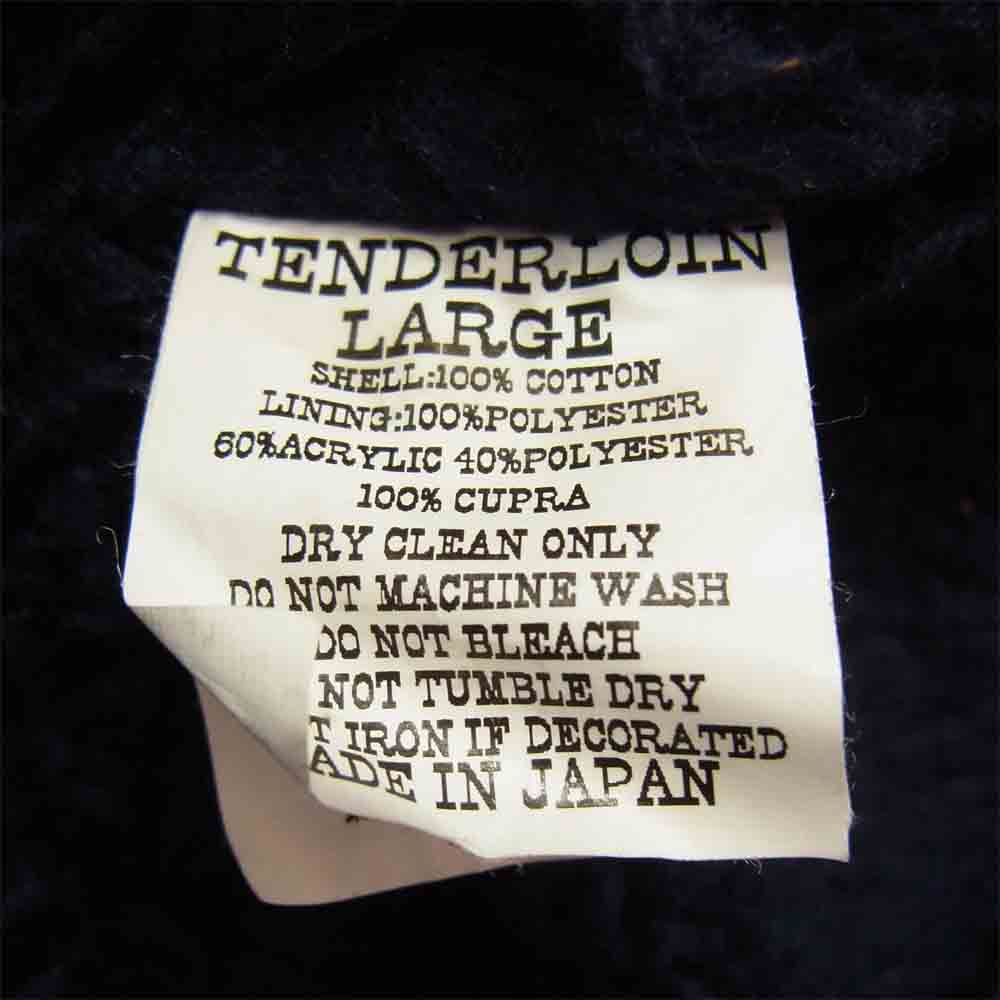 TENDERLOIN
LARGE
SHELL:100% COTTON
LINING:100%POLYESTER
60%ACRYLIC 40%POLYESTER
100% CUPRA
DRY CLEAN ONLY
DO NOT MACHINE WASH
DO NOT BLEACH
NOT TUMBLE DRY
T IRON IF DECORATED
ADE IN JAPAN